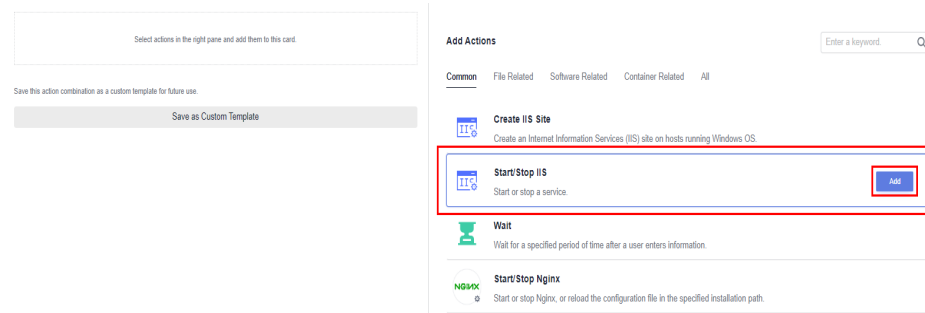 Select actions in the right pane and add them to this card.
Save this action combination as a custom template for future use.
Save as Custom Template
Add Actions
Enter a keyword.
Common File Related Software Related Container Related All
IIS
Create IIS Site
Create an Internet Information Services (IIS) site on hosts running Windows OS.
IIS
Start/Stop IIS
Start or stop a service.
Add
Wait
Wait for a specified period of time after a user enters information.
NGINX
Start/Stop Nginx
Start or stop Nginx, or reload the configuration file in the specified installation path.